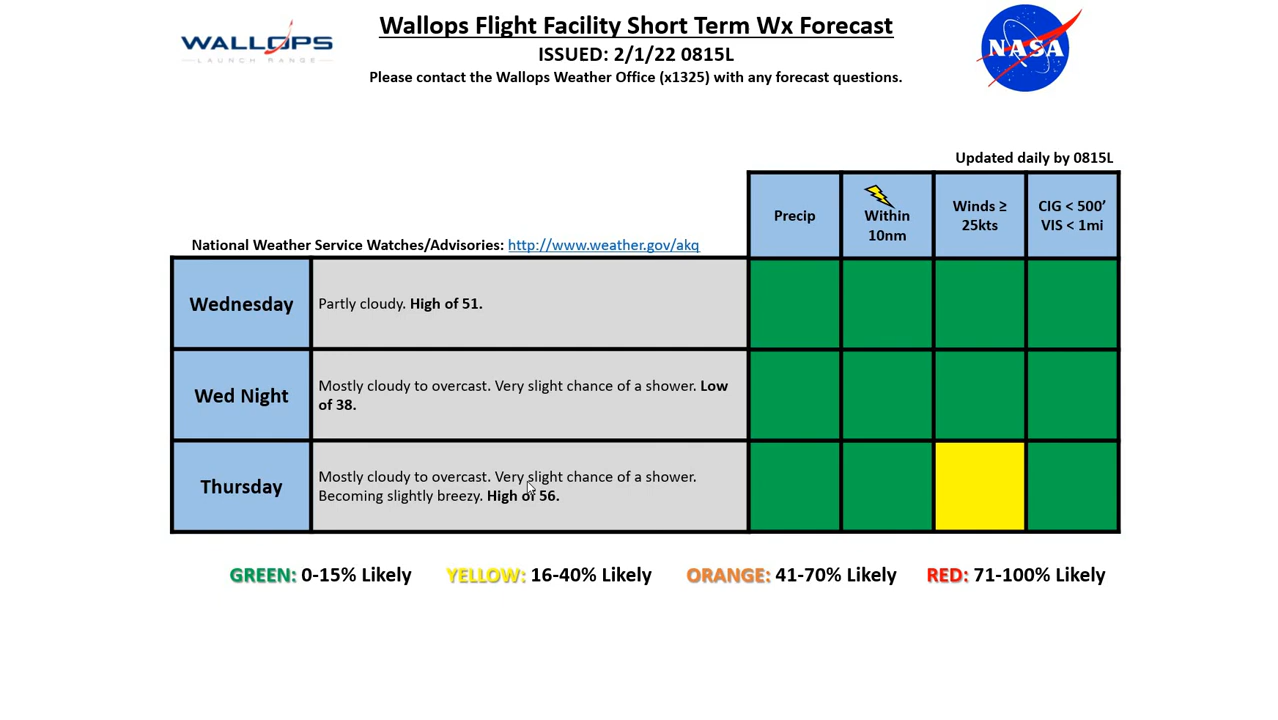 WALLOPS
LAUNCH RANGE
Wallops Flight Facility Short Term Wx Forecast
ISSUED: 2/1/22 0815L
Please contact the Wallops Weather Office (x1325) with any forecast questions.
NASA
Updated daily by 0815L
National Weather Service Watches/Advisories: http://www.weather.gov/akq
Precip
Within
10nm
Winds ≥
25kts
CIG < 500’
VIS < 1mi
Wednesday
Partly cloudy. High of 51.
Wed Night
Mostly cloudy to overcast. Very slight chance of a shower. Low
of 38.
Thursday
Mostly cloudy to overcast. Very slight chance of a shower.
Becoming slightly breezy. High of 56.
GREEN: 0-15% Likely
YELLOW: 16-40% Likely
ORANGE: 41-70% Likely
RED: 71-100% Likely